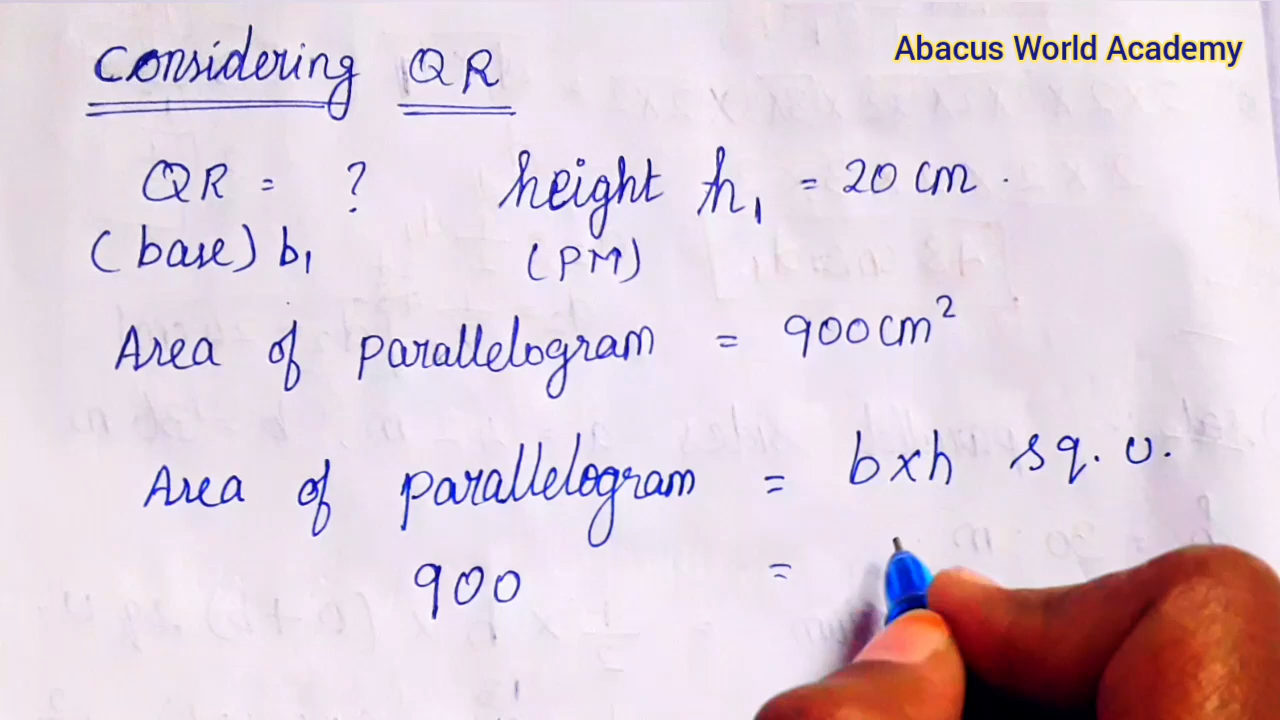 Abacus World Academy
Considering QR
QR = ? height h₁ = 20 cm.
(base) b₁ (PM)
Area of parallelogram = 900 cm²
Area of parallelogram = b x h sq. u.
900 =